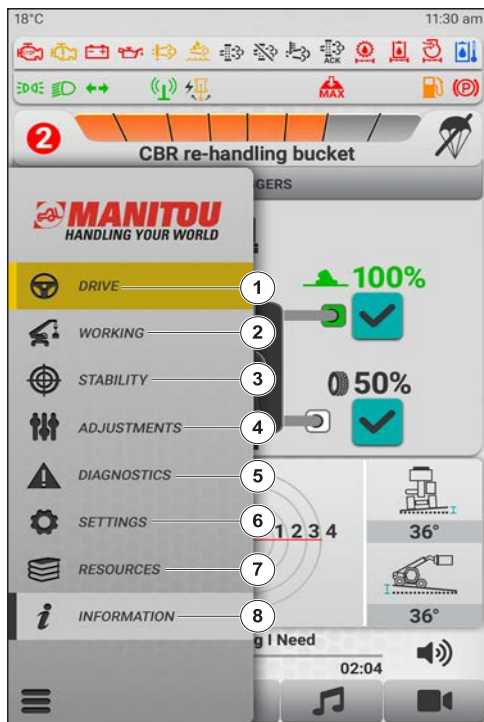 18°C 11:30 am
STOP
ACK
MAX
P
2
CBR re-handling bucket
GGERS
MANITOU
HANDLING YOUR WORLD
DRIVE 1
100%
WORKING 2
STABILITY 3
50%
ADJUSTMENTS 4
DIAGNOSTICS 5
SETTINGS 6
1 2 3 4
36°
RESOURCES 7
INFORMATION 8
36°
g I Need
02:04